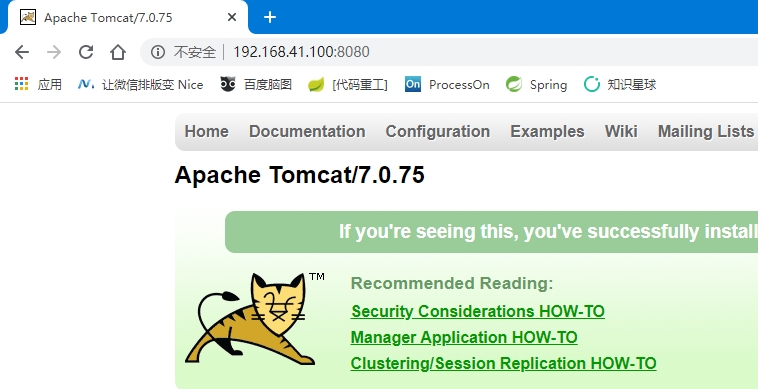 Apache Tomcat/7.0.75
不安全 192.168.41.100:8080
应用 让微信排版变 Nice 百度脑图 [代码重工] On ProcessOn Spring 知识星球
Home Documentation Configuration Examples Wiki Mailing Lists
Apache Tomcat/7.0.75
If you're seeing this, you've successfully install
TM
Recommended Reading:
Security Considerations HOW-TO
Manager Application HOW-TO
Clustering/Session Replication HOW-TO